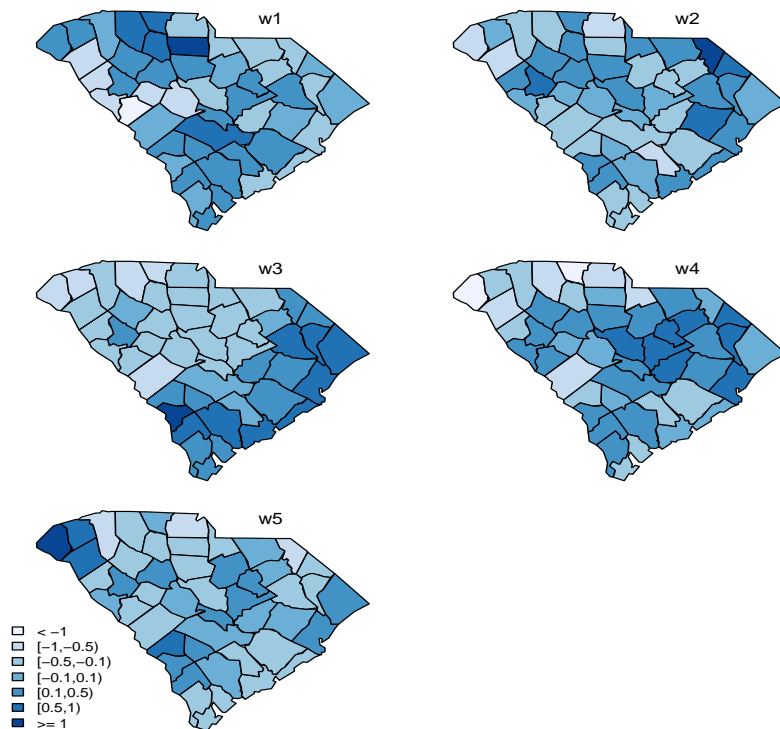 w1
w2
w3
w4
w5
< −1
[−1,−0.5)
[−0.5,−0.1)
[−0.1,0.1)
[0.1,0.5)
[0.5,1)
>= 1